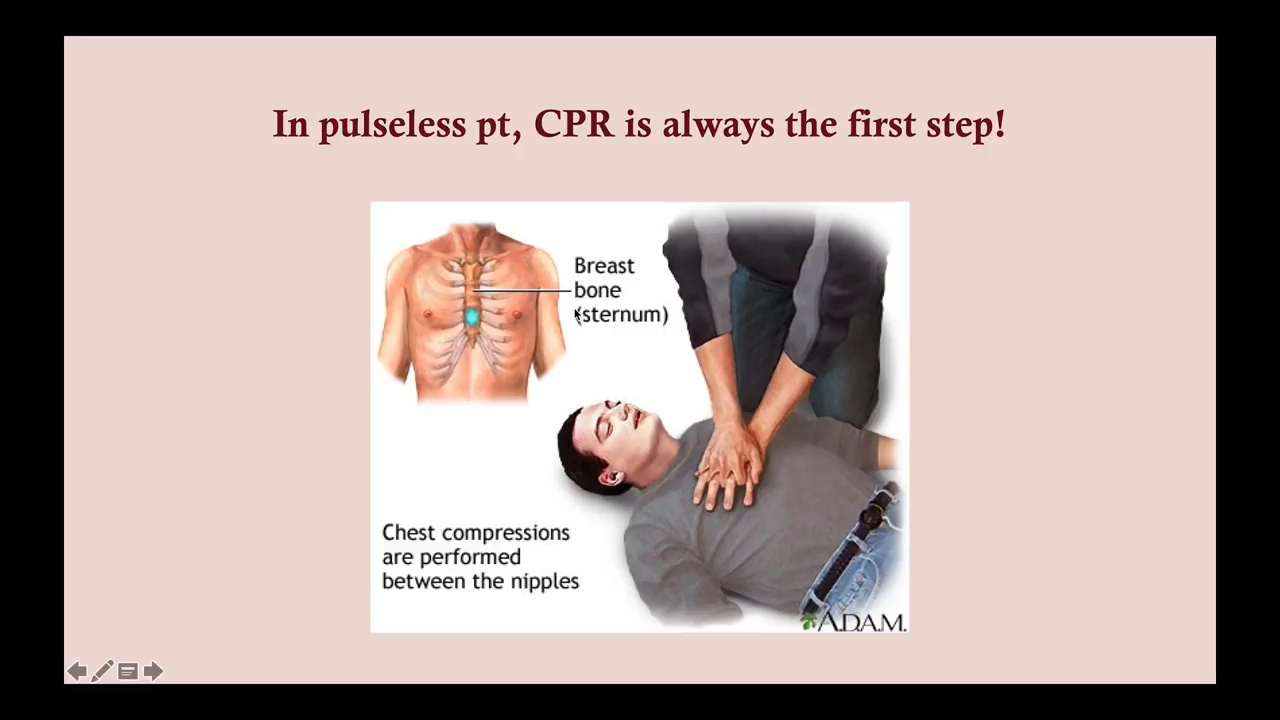 In pulseless pt, CPR is always the first step!
Breast
bone
(sternum)
Chest compressions
are performed
between the nipples
A.D.A.M.